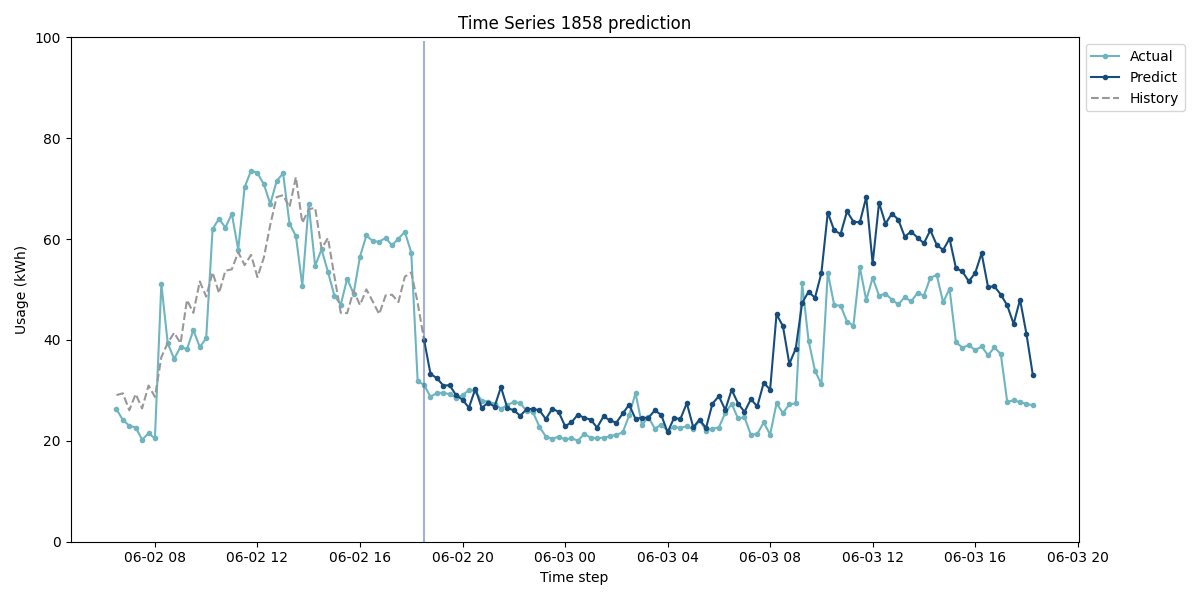 Time Series 1858 prediction
100
80
60
40
20
0
Usage (kWh)
06-02 08
06-02 12
06-02 16
06-02 20
06-03 00
06-03 04
06-03 08
06-03 12
06-03 16
06-03 20
Time step
Actual
Predict
History